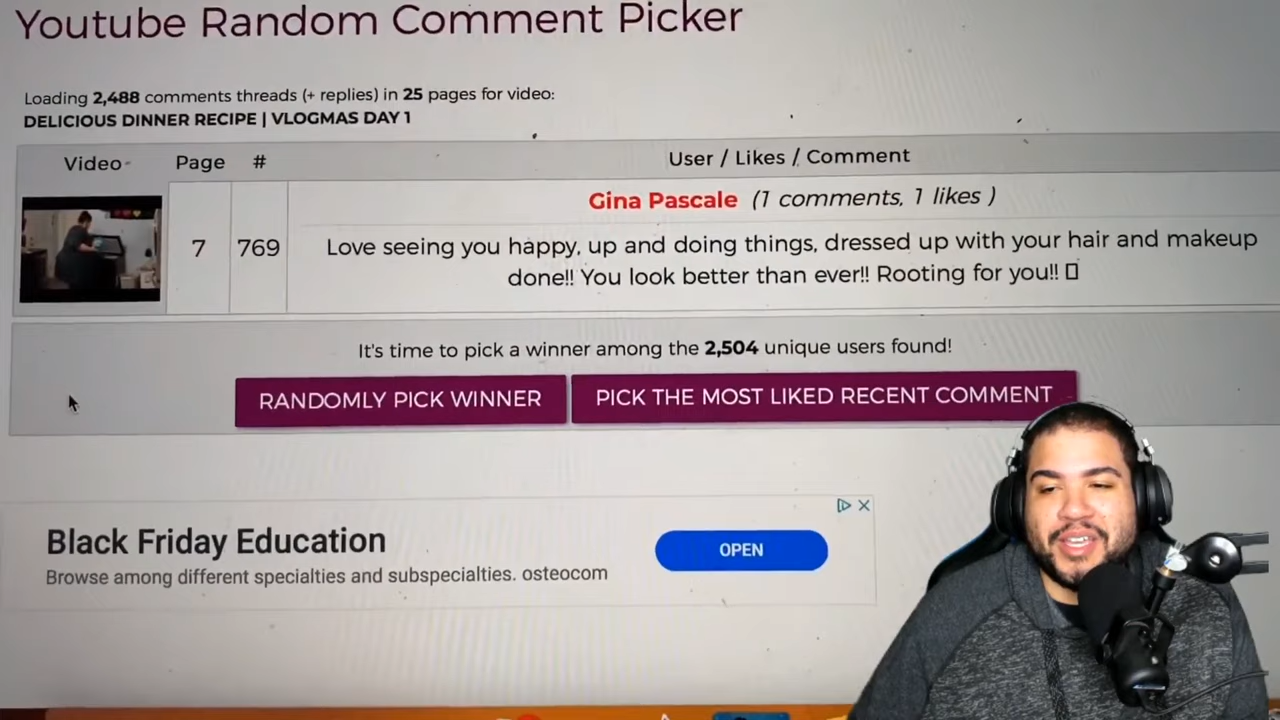 Youtube Random Comment Picker
Loading 2,488 comments threads (+ replies) in 25 pages for video:
DELICIOUS DINNER RECIPE | VLOGMAS DAY 1
Video Page # User / Likes / Comment
Gina Pascale (1 comments, 1 likes )
7 769 Love seeing you happy, up and doing things, dressed up with your hair and makeup
done!! You look better than ever!! Rooting for you!!
It's time to pick a winner among the 2,504 unique users found!
RANDOMLY PICK WINNER PICK THE MOST LIKED RECENT COMMENT
Black Friday Education
Browse among different specialties and subspecialties. osteocom
OPEN